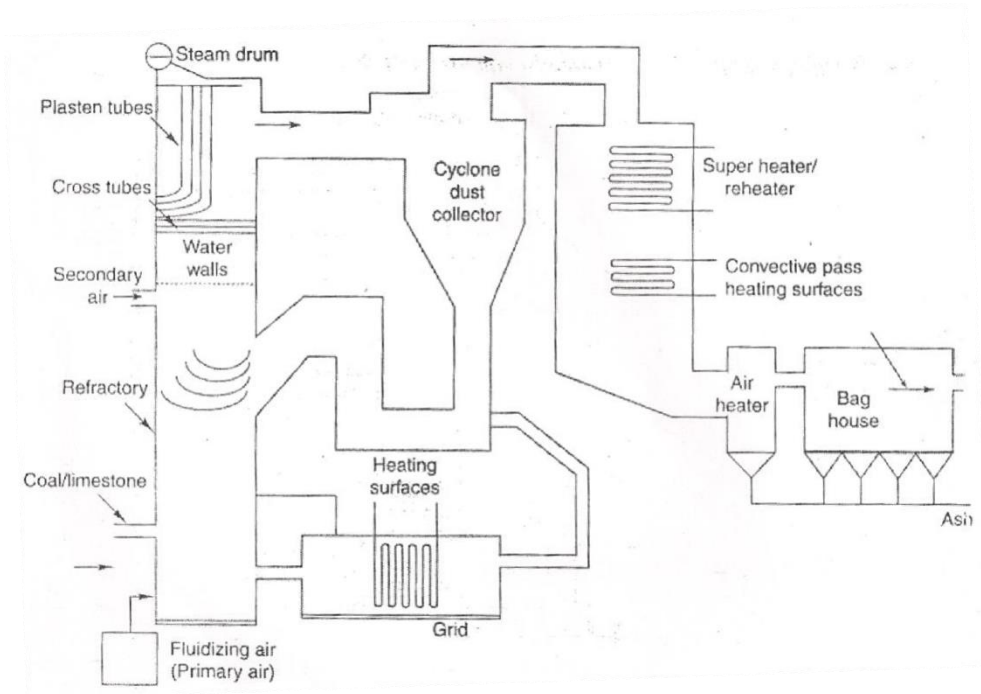 Steam drum
Plasten tubes
Cross tubes
Water
walls
Secondary
air
Refractory
Coal/limestone
Fluidizing air
(Primary air)
Cyclone
dust
collector
Heating
surfaces
Grid
Super heater/
reheater
Convective pass
heating surfaces
Air
heater
Bag
house
Ash